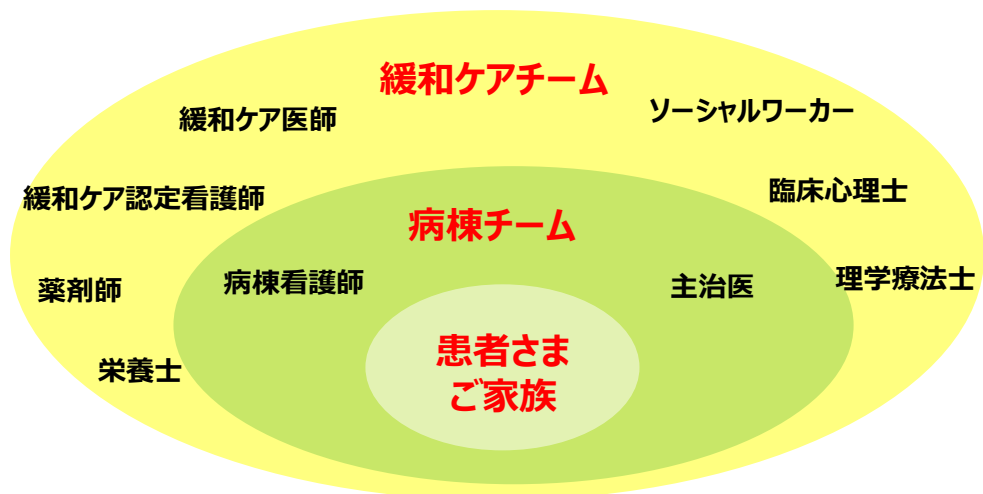 緩和ケアチーム
緩和ケア医師
ソーシャルワーカー
緩和ケア認定看護師
臨床心理士
病棟チーム
薬剤師
病棟看護師
主治医
理学療法士
栄養士
患者さま
ご家族